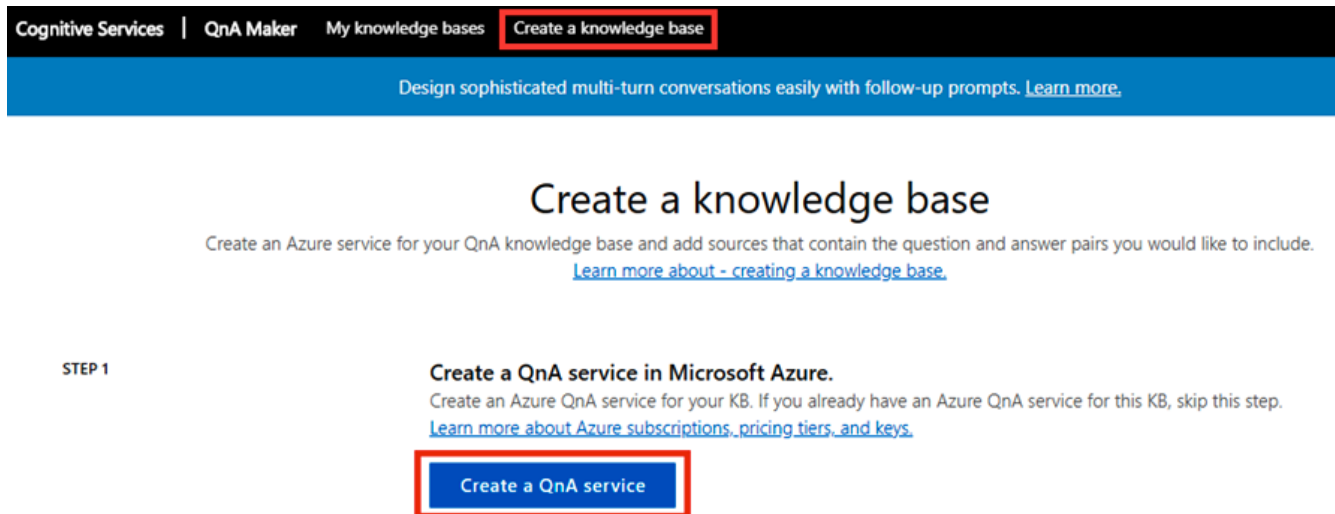 Cognitive Services | QnA Maker My knowledge bases Create a knowledge base
Design sophisticated multi-turn conversations easily with follow-up prompts. Learn more.
Create a knowledge base
Create an Azure service for your QnA knowledge base and add sources that contain the question and answer pairs you would like to include.
Learn more about - creating a knowledge base.
STEP 1
Create a QnA service in Microsoft Azure.
Create an Azure QnA service for your KB. If you already have an Azure QnA service for this KB, skip this step.
Learn more about Azure subscriptions, pricing tiers, and keys.
Create a QnA service